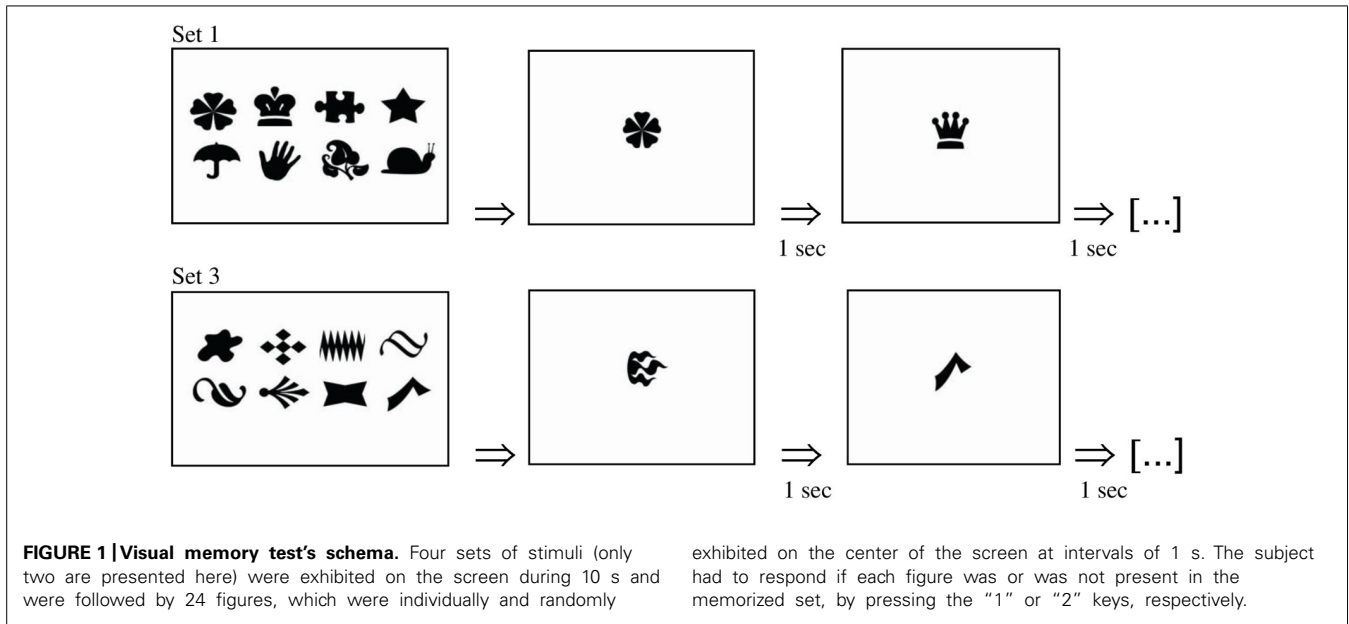 Set 1
1 sec
1 sec
[...]
Set 3
1 sec
1 sec
[...]
FIGURE 1 | Visual memory test's schema. Four sets of stimuli (only
two are presented here) were exhibited on the screen during 10 s and
were followed by 24 figures, which were individually and randomly
exhibited on the center of the screen at intervals of 1 s. The subject
had to respond if each figure was or was not present in the
memorized set, by pressing the “1” or “2” keys, respectively.